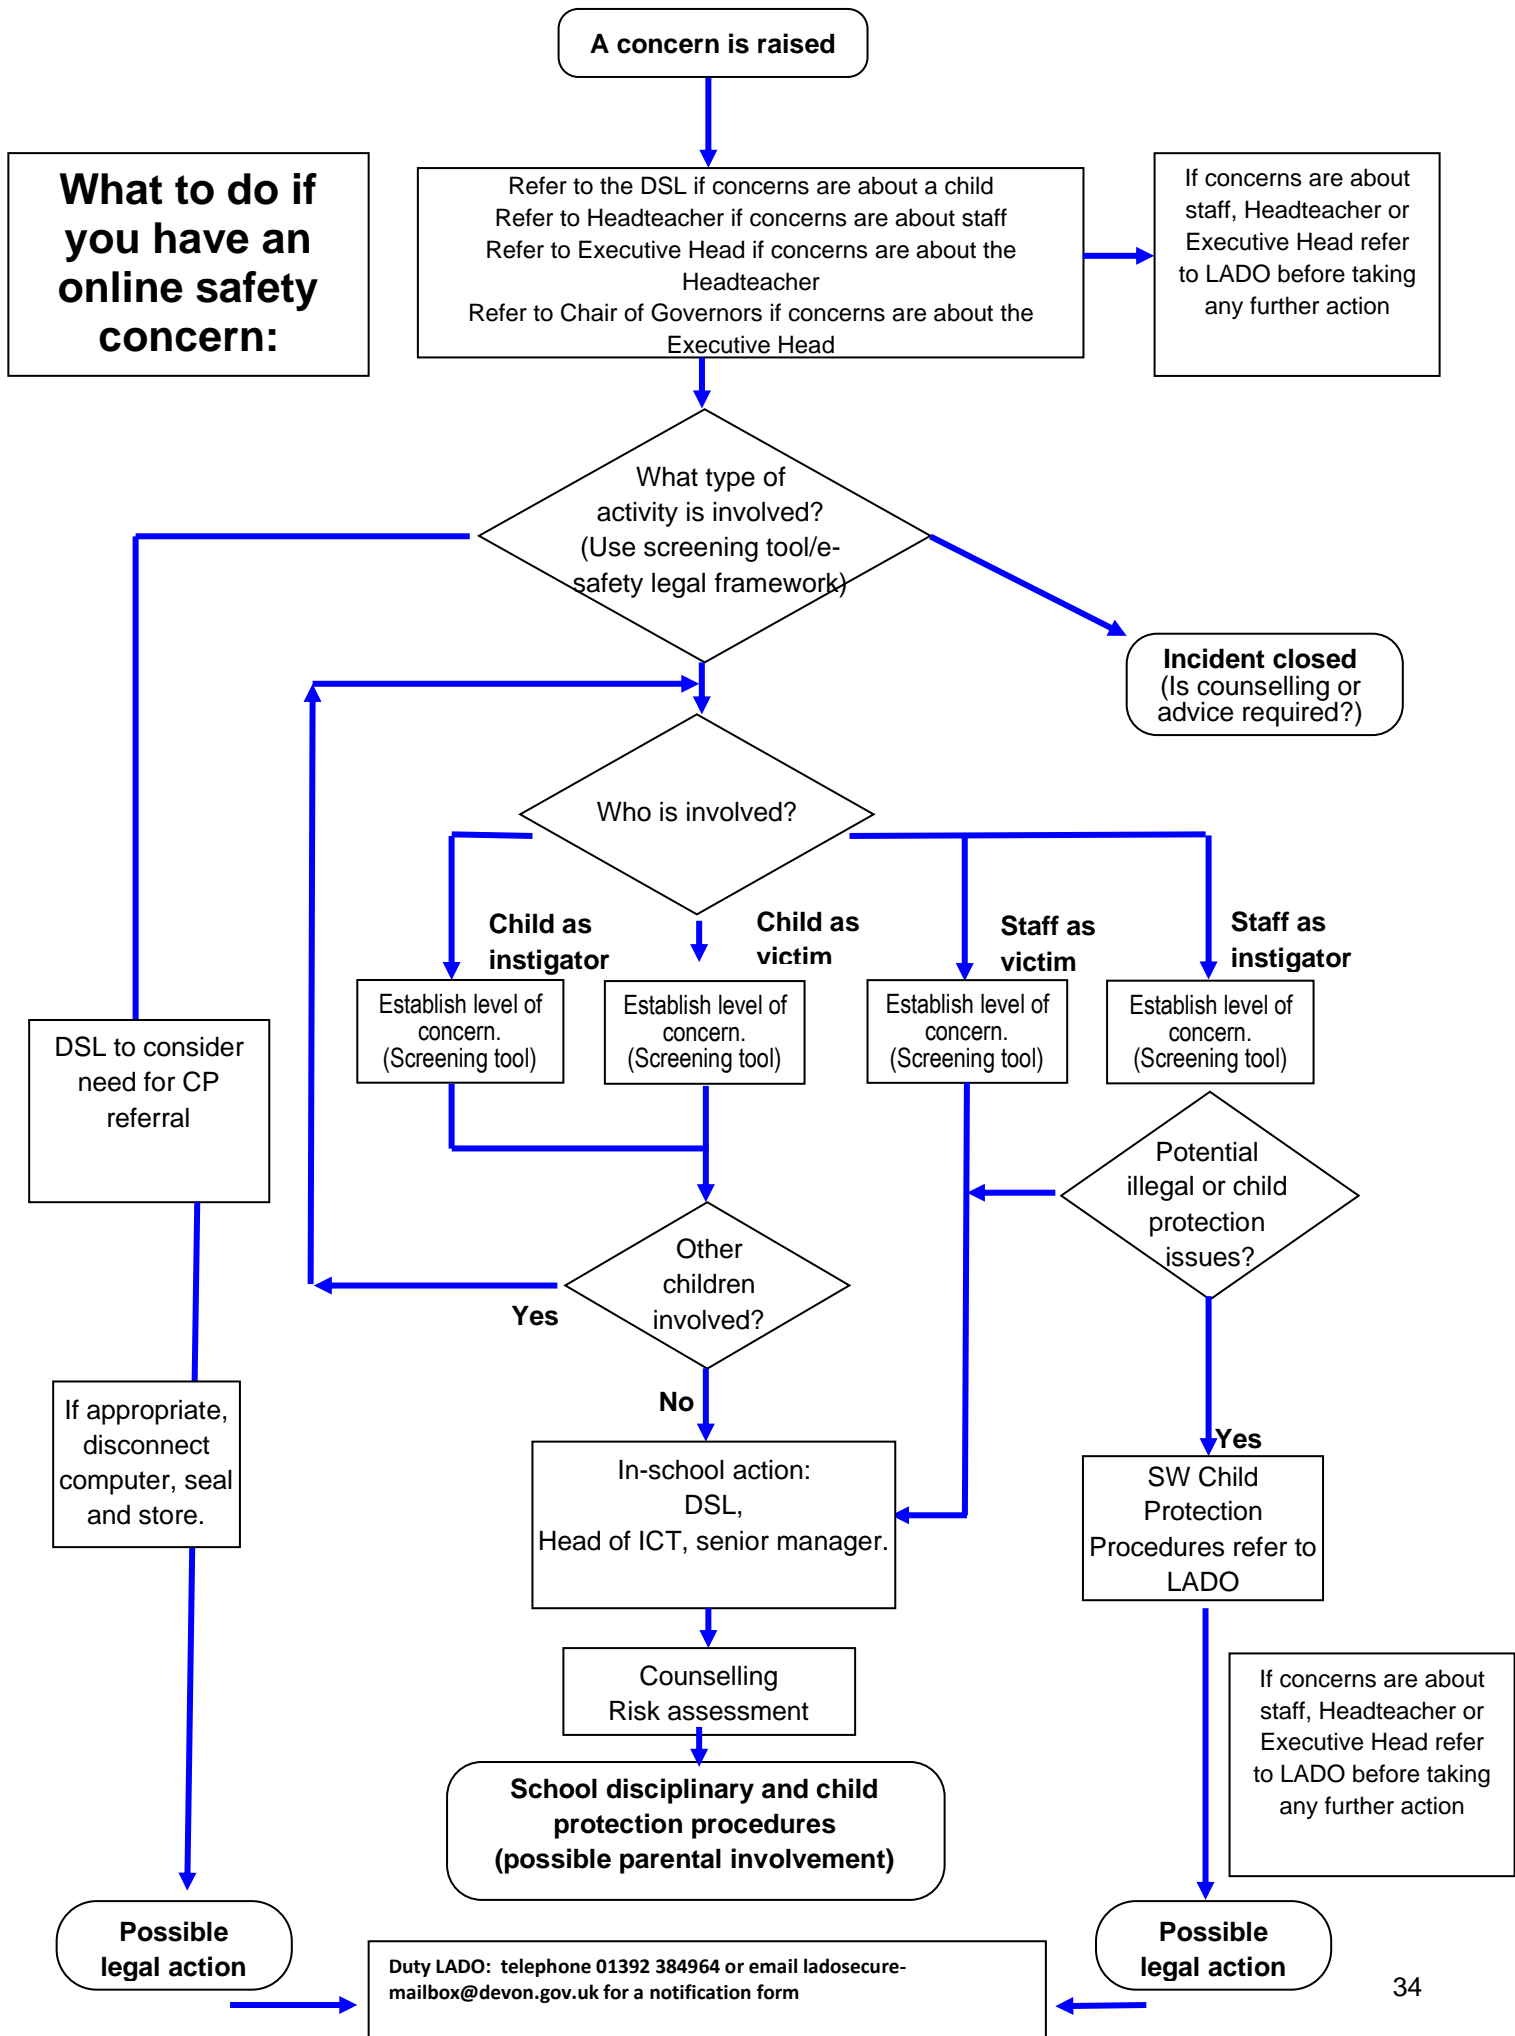 A concern is raised
What to do if
you have an
online safety
concern:
Refer to the DSL if concerns are about a child
Refer to Headteacher if concerns are about staff
Refer to Executive Head if concerns are about the
Headteacher
Refer to Chair of Governors if concerns are about the
Executive Head
If concerns are about
staff, Headteacher or
Executive Head refer
to LADO before taking
any further action
What type of
activity is involved?
(Use screening tool/e-
safety legal framework)
Incident closed
(Is counselling or
advice required?)
Who is involved?
Child as
instigator
Child as
victim
Staff as
victim
Staff as
instigator
Establish level of
concern.
(Screening tool)
Establish level of
concern.
(Screening tool)
Establish level of
concern.
(Screening tool)
Establish level of
concern.
(Screening tool)
DSL to consider
need for CP
referral
Potential
illegal or child
protection
issues?
Other
children
involved?
Yes
No
If appropriate,
disconnect
computer, seal
and store.
In-school action:
DSL,
Head of ICT, senior manager.
Yes
SW Child
Protection
Procedures refer to
LADO
Counselling
Risk assessment
If concerns are about
staff, Headteacher or
Executive Head refer
to LADO before taking
any further action
School disciplinary and child
protection procedures
(possible parental involvement)
Possible
legal action
Possible
legal action
Duty LADO: telephone 01392 384964 or email ladosecure-
mailbox@devon.gov.uk for a notification form
34